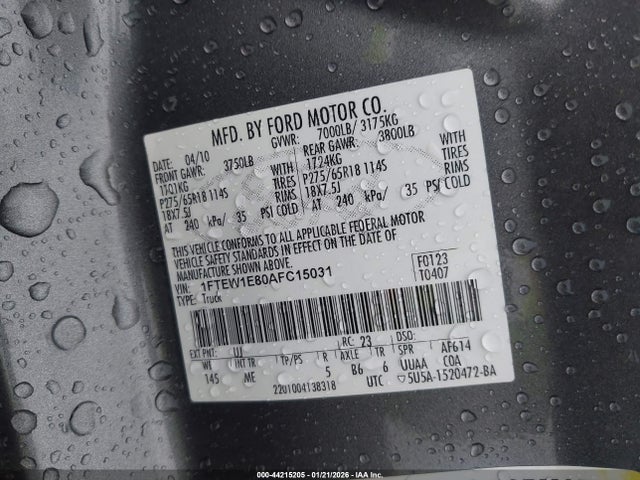 MFD. BY FORD MOTOR CO.
DATE: 04/10 GVWR: 7000LB/ 3175KG
FRONT GAWR: 3750LB REAR GAWR: 3800LB
1701KG WITH 1724KG WITH
P275/65R18 114S TIRES P275/65R18 114S TIRES
18X7.5J RIMS 18X7.5J RIMS
AT 240 kPa/ 35 PSI COLD AT 240 kPa/ 35 PSI COLD
THIS VEHICLE CONFORMS TO ALL APPLICABLE FEDERAL MOTOR
VEHICLE SAFETY STANDARDS IN EFFECT ON THE DATE OF
MANUFACTURE SHOWN ABOVE.
VIN: 1FTEW1E80AFC15031 F0123
TYPE: Truck T0407
EXT PNT: UJ RC: 23 DSO:
WB INT TR TP/PS R AXLE TR SPR AF614
145 ME 5 B6 6 UUAA COA
2201004138318 UTC 5U5A-1520472-BA
000-44215205 - 01/21/2026 - IAA Inc.